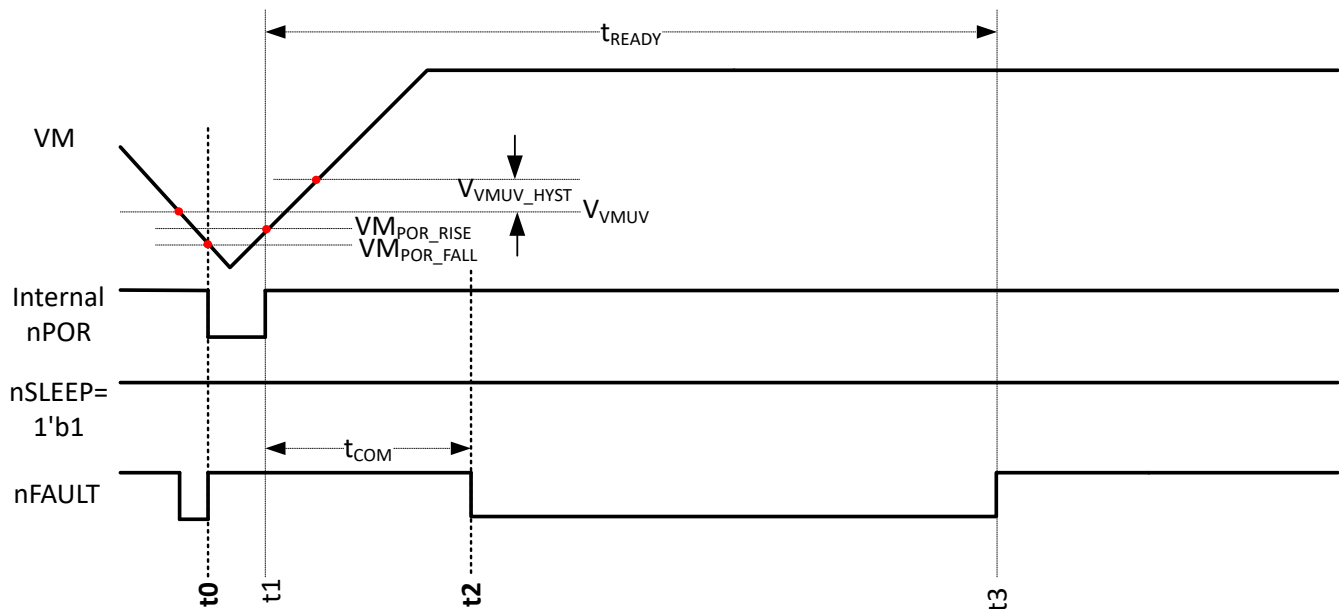 tREADY
VM
VVMUV_HYST
VVMUV
VMPOR_RISE
VMPOR_FALL
Internal
nPOR
nSLEEP=
1'b1
tCOM
nFAULT
t0
t1
t2
t3